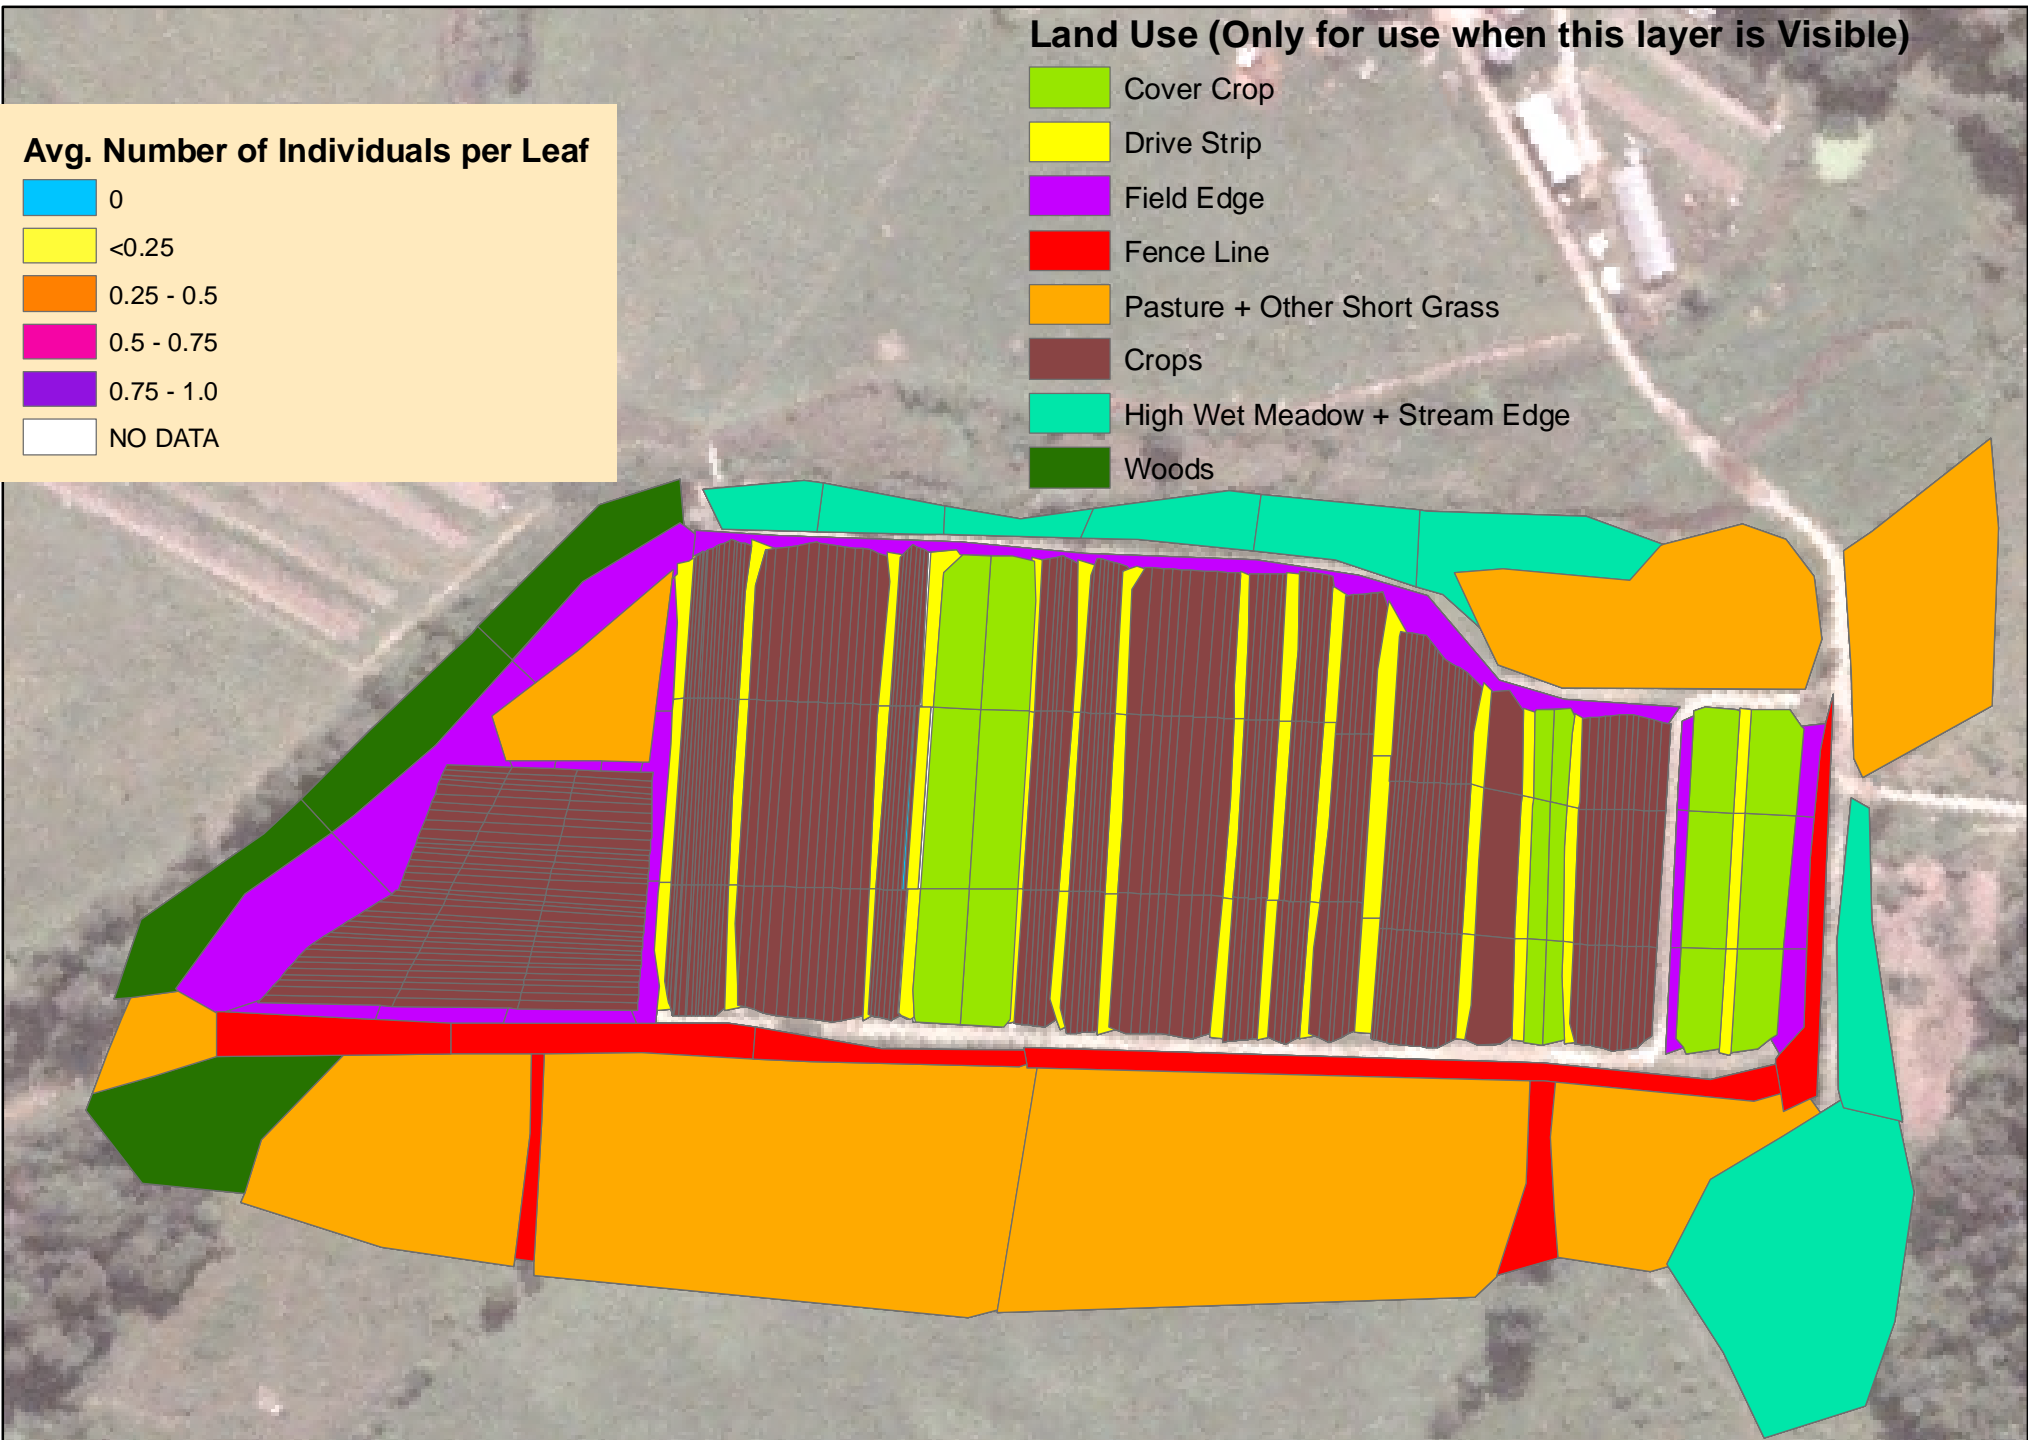 Land Use (Only for use when this layer is Visible)
Cover Crop
Drive Strip
Field Edge
Fence Line
Pasture + Other Short Grass
Crops
High Wet Meadow + Stream Edge
Woods
Avg. Number of Individuals per Leaf
0
<0.25
0.25 - 0.5
0.5 - 0.75
0.75 - 1.0
NO DATA